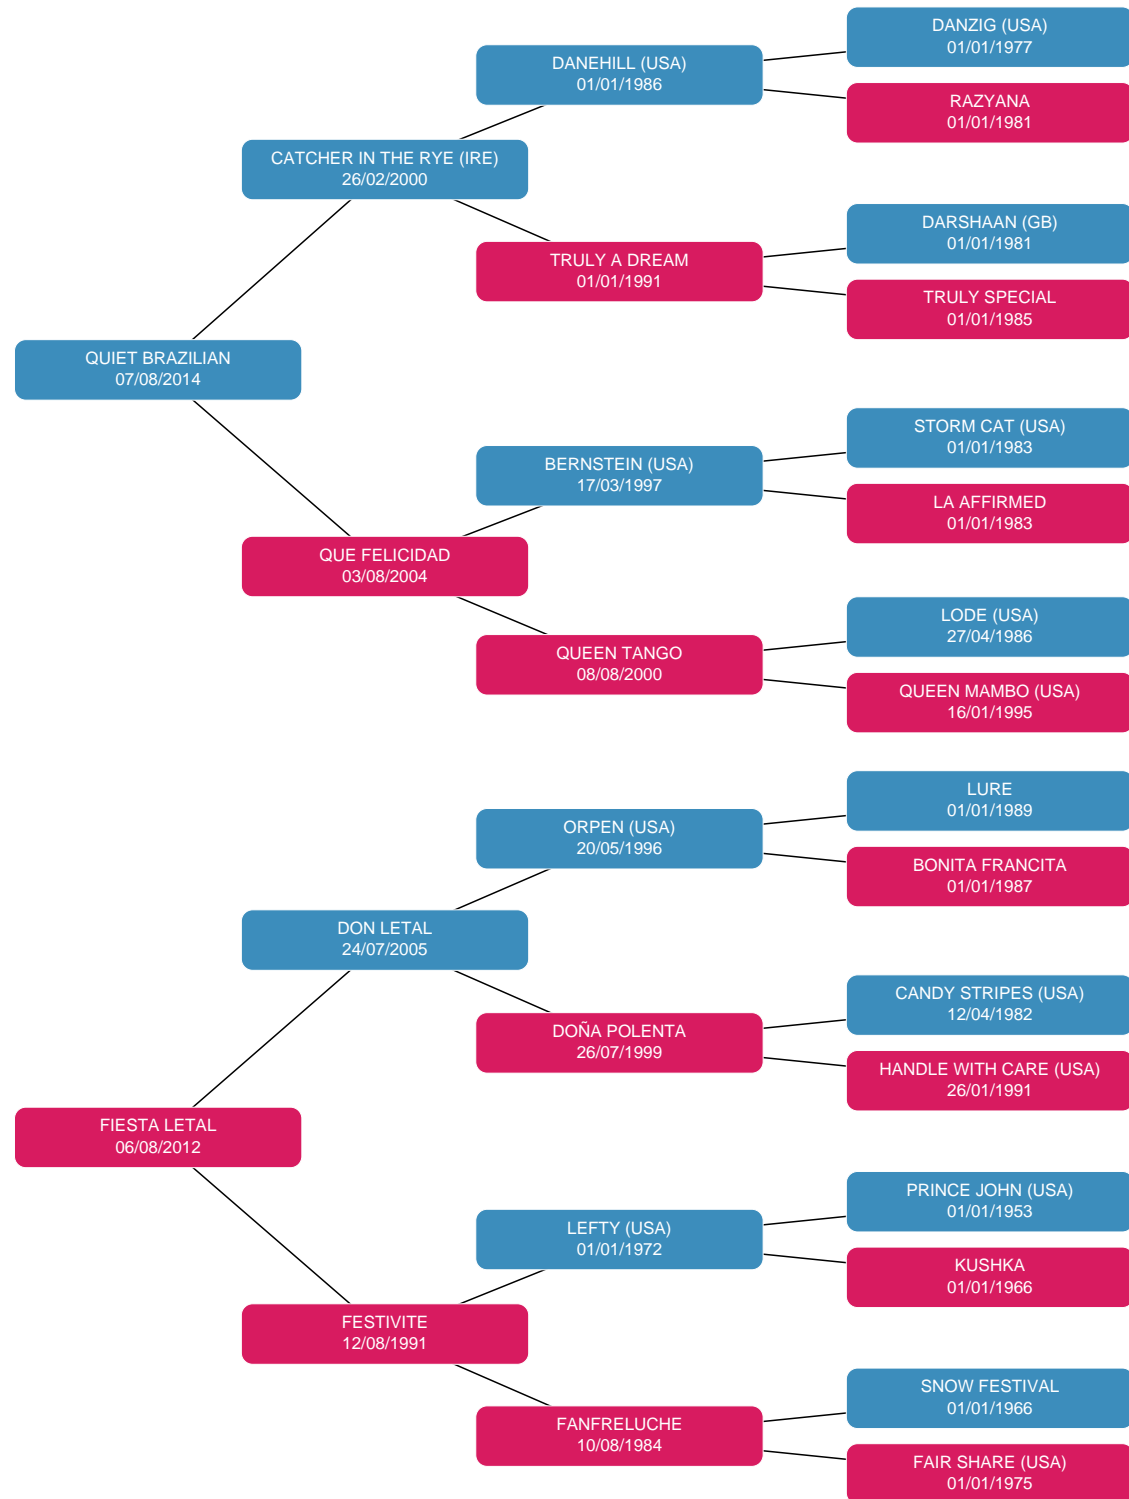 DANZIG (USA)
01/01/1977
DANEHILL (USA)
01/01/1986
RAZYANA
01/01/1981
CATCHER IN THE RYE (IRE)
26/02/2000
DARSHAAN (GB)
01/01/1981
TRULY A DREAM
01/01/1991
TRULY SPECIAL
01/01/1985
QUIET BRAZILIAN
07/08/2014
STORM CAT (USA)
01/01/1983
BERNSTEIN (USA)
17/03/1997
LA AFFIRMED
01/01/1983
QUE FELICIDAD
03/08/2004
LODE (USA)
27/04/1986
QUEEN TANGO
08/08/2000
QUEEN MAMBO (USA)
16/01/1995
LURE
01/01/1989
ORPEN (USA)
20/05/1996
BONITA FRANCITA
01/01/1987
DON LETAL
24/07/2005
CANDY STRIPES (USA)
12/04/1982
DOÑA POLENTA
26/07/1999
HANDLE WITH CARE (USA)
26/01/1991
FIESTA LETAL
06/08/2012
PRINCE JOHN (USA)
01/01/1953
LEFTY (USA)
01/01/1972
KUSHKA
01/01/1966
FESTIVITE
12/08/1991
SNOW FESTIVAL
01/01/1966
FANFRELUCHE
10/08/1984
FAIR SHARE (USA)
01/01/1975